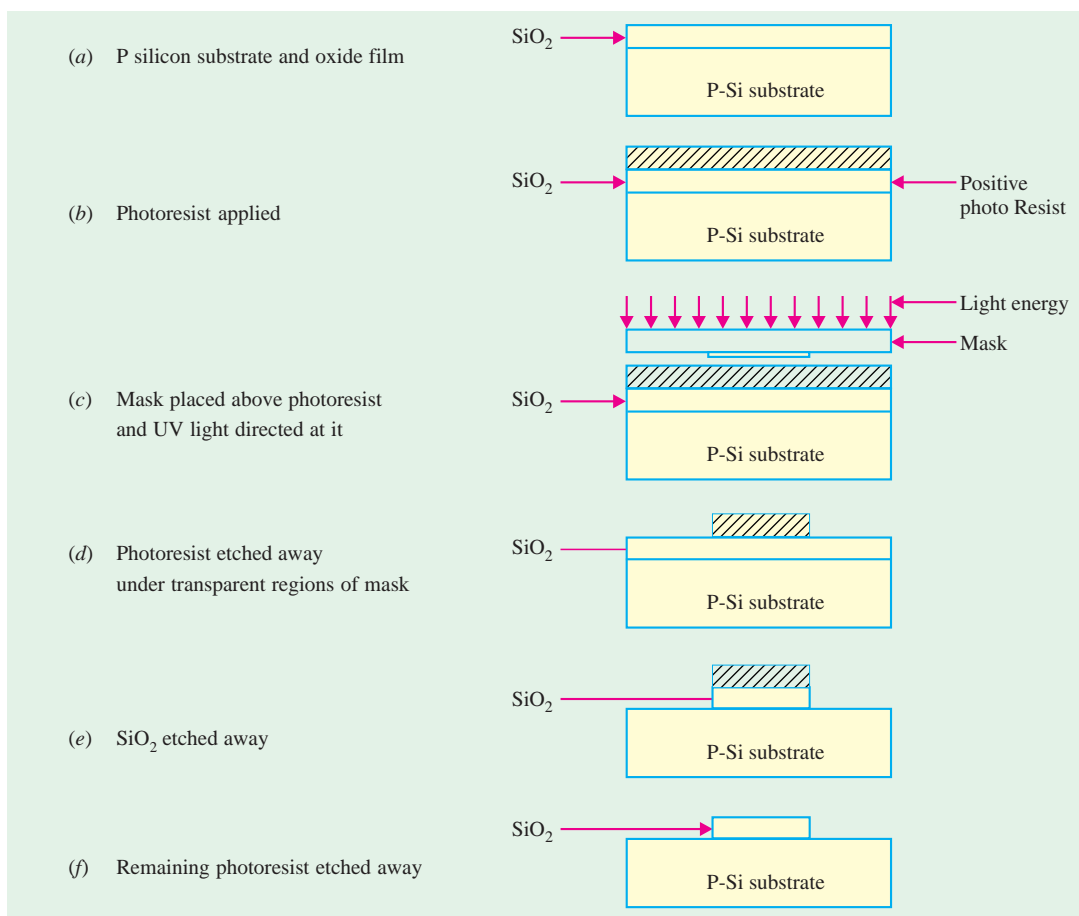 SiO2
(a) P silicon substrate and oxide film
P-Si substrate
SiO2
Positive
photo Resist
(b) Photoresist applied
P-Si substrate
Light energy
Mask
SiO2
(c) Mask placed above photoresist
and UV light directed at it
P-Si substrate
SiO2
(d) Photoresist etched away
under transparent regions of mask
P-Si substrate
SiO2
(e) SiO2 etched away
P-Si substrate
SiO2
(f) Remaining photoresist etched away
P-Si substrate